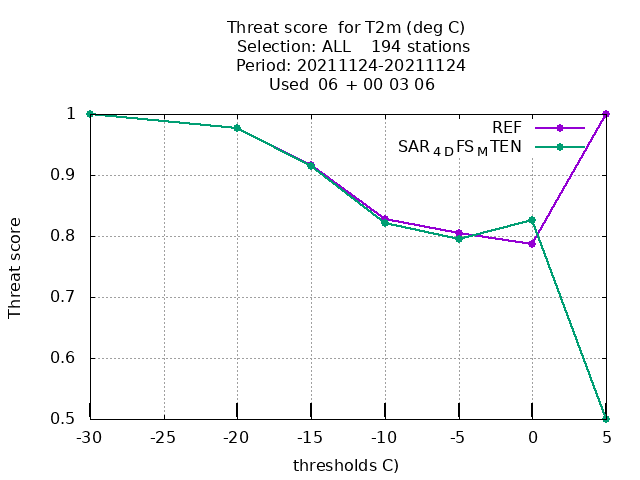 Threat score  for T2m (deg C)
Selection: ALL    194 stations
Period: 20211124-20211124
Used  06 + 00 03 06
REF
SAR4DFSMTEN
1
0.9
0.8
0.7
0.6
0.5
Threat score
-30 -25 -20 -15 -10 -5 0 5
thresholds C)